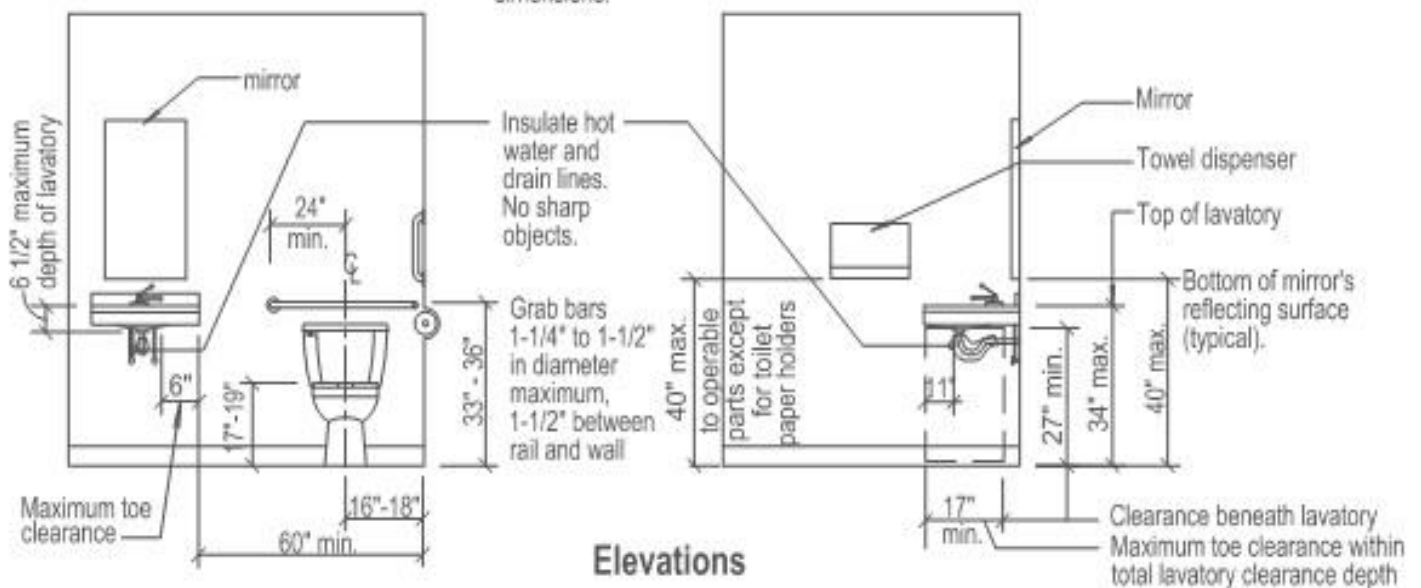 dimensions.
mirror
6 1/2" maximum
depth of lavatory
24"
min.
CL
6"
17"-19"
33" - 36"
16"-18"
60" min.
Maximum toe
clearance
Insulate hot
water and
drain lines.
No sharp
objects.
Grab bars
1-1/4" to 1-1/2"
in diameter
maximum,
1-1/2" between
rail and wall
40" max.
to operable
parts except
for toilet
paper holders
Mirror
Towel dispenser
Top of lavatory
Bottom of mirror's
reflecting surface
(typical).
11"
27" min.
34" max.
40" max.
17"
min.
Clearance beneath lavatory
Maximum toe clearance within
total lavatory clearance depth
Elevations